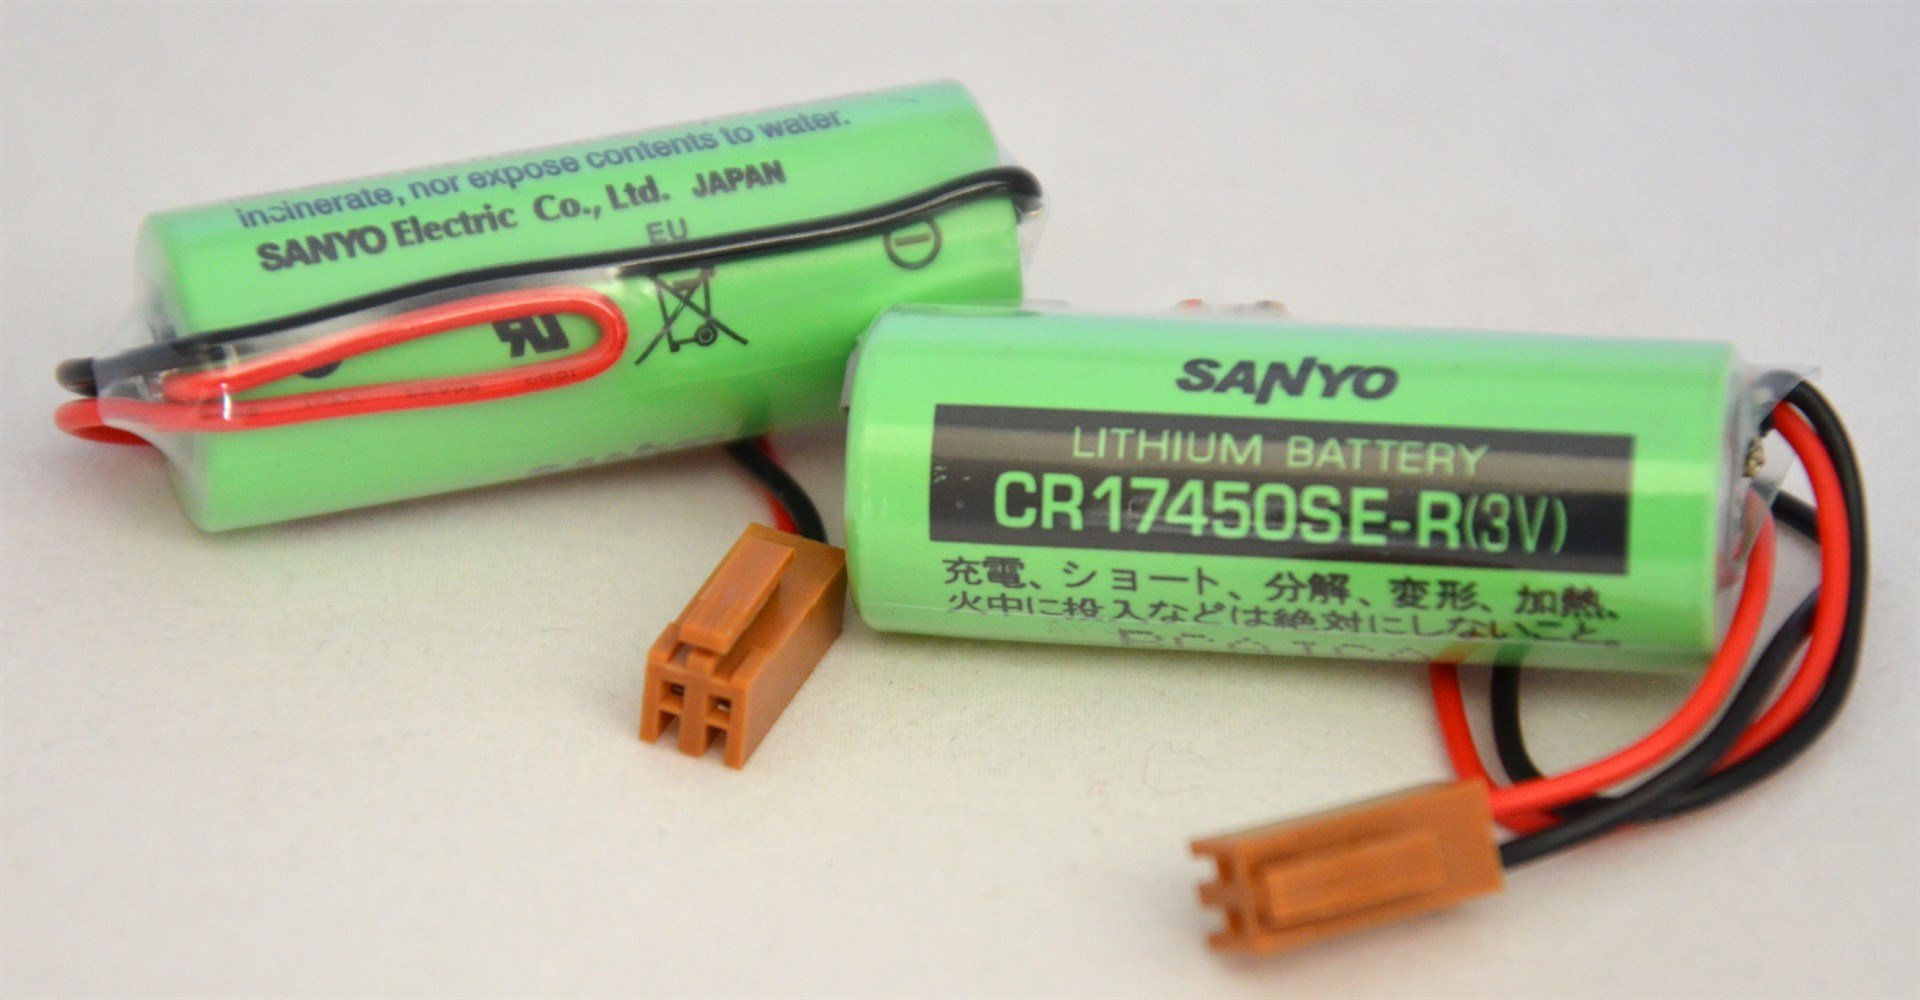 incinerate, nor expose contents to water.
SANYO Electric Co., Ltd. JAPAN
EU
SANYO
LITHIUM BATTERY
CR17450SE-R(3V)
充電、ショート、分解、変形、加熱、
火中に投入などは絶対にしないこと。